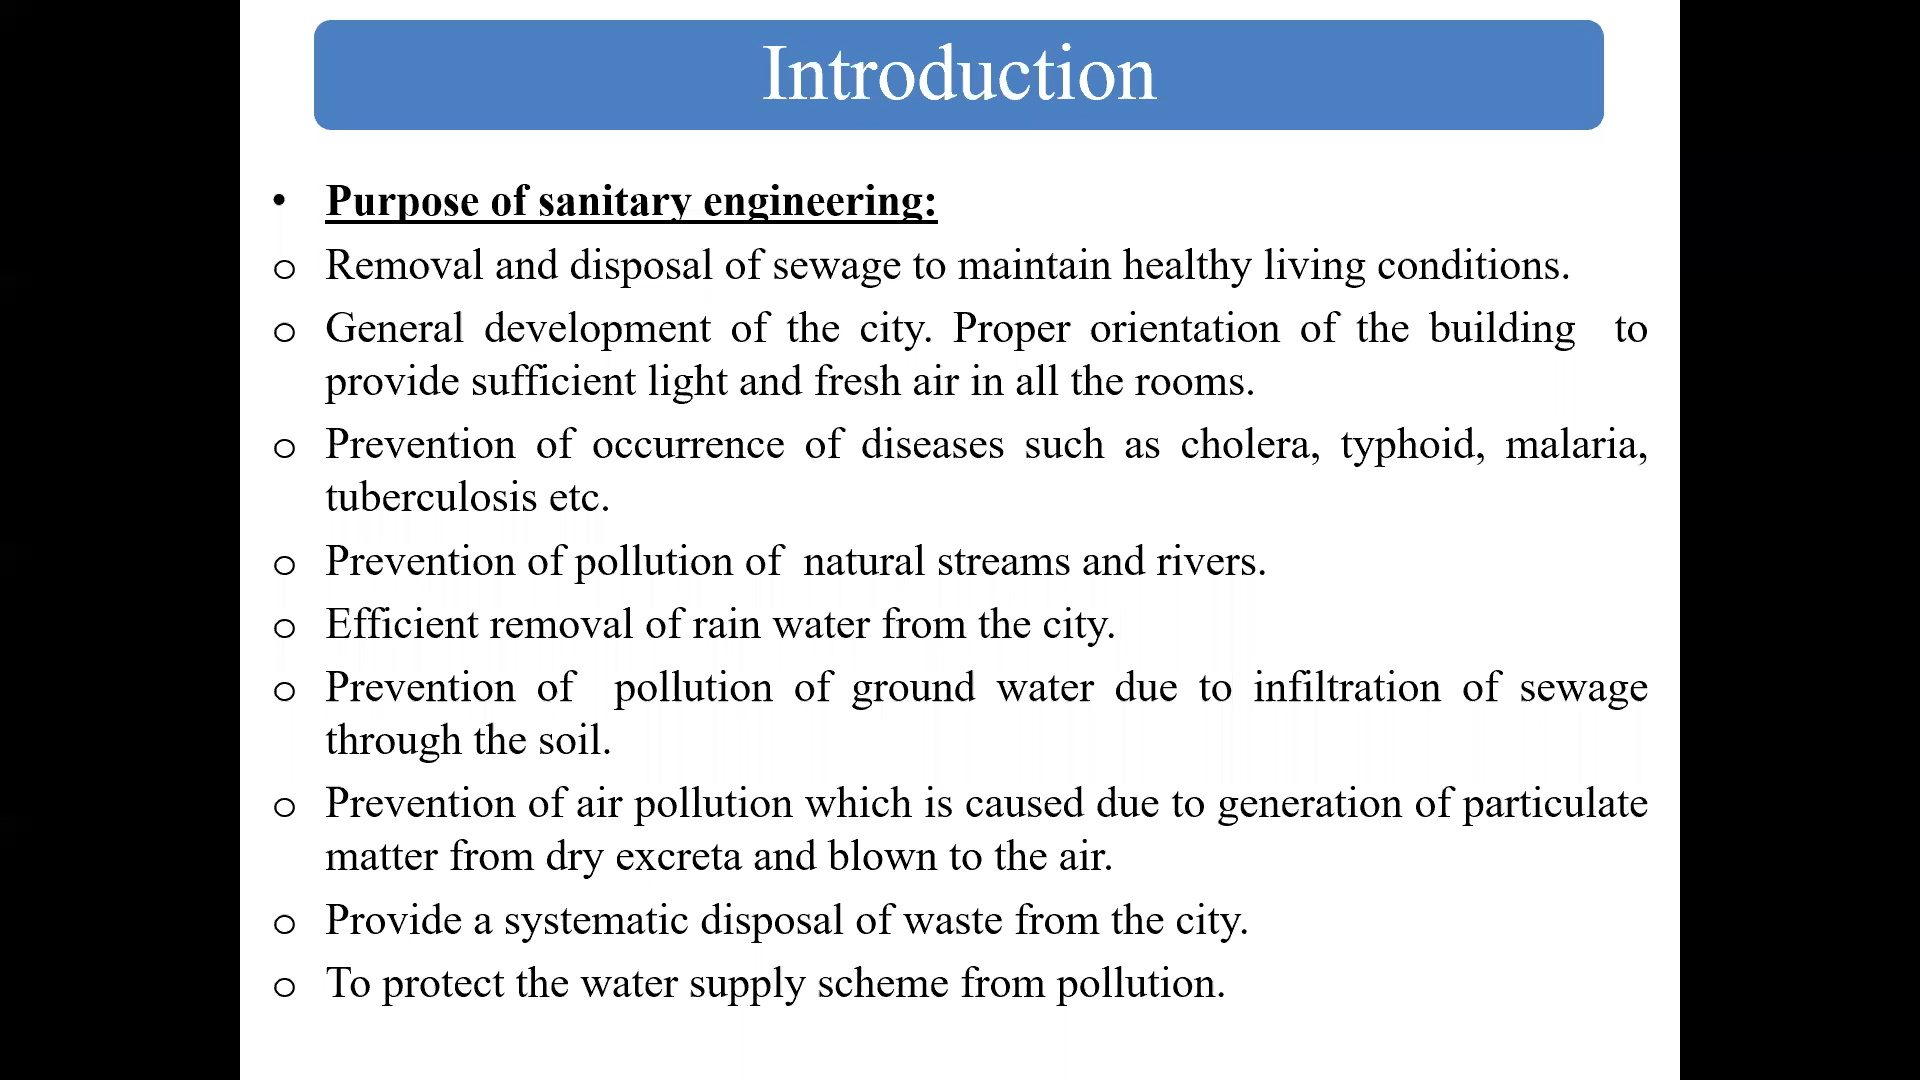 Introduction
• Purpose of sanitary engineering:
o Removal and disposal of sewage to maintain healthy living conditions.
o General development of the city. Proper orientation of the building to
provide sufficient light and fresh air in all the rooms.
o Prevention of occurrence of diseases such as cholera, typhoid, malaria,
tuberculosis etc.
o Prevention of pollution of natural streams and rivers.
o Efficient removal of rain water from the city.
o Prevention of pollution of ground water due to infiltration of sewage
through the soil.
o Prevention of air pollution which is caused due to generation of particulate
matter from dry excreta and blown to the air.
o Provide a systematic disposal of waste from the city.
o To protect the water supply scheme from pollution.